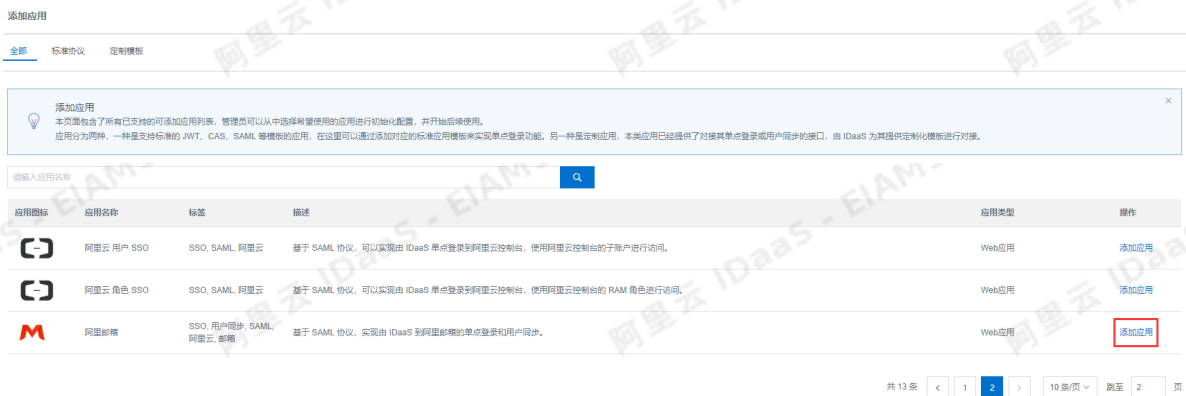 添加应用
全部 标准协议 定制模板
添加应用
本页面包含了所有已支持的可添加应用列表，管理员可以从中选择希望使用的应用进行初始化配置，并开始后续使用。
应用分为两种，一种是支持标准的 JWT、CAS、SAML 等模板的应用，在这里可以通过添加对应的标准应用模板来实现单点登录功能。另一种是定制应用，本类应用已经提供了对接其单点登录或用户同步的接口，由 IDaaS 为其提供定制化模板进行对接。
请输入应用名称
应用图标 应用名称 标签 描述 应用类型 操作
阿里云 用户 SSO SSO, SAML, 阿里云 基于 SAML 协议，可以实现由 IDaaS 单点登录到阿里云控制台，使用阿里云控制台的子账户进行访问。 Web应用 添加应用
阿里云 角色 SSO SSO, SAML, 阿里云 基于 SAML 协议，可以实现由 IDaaS 单点登录到阿里云控制台，使用阿里云控制台的 RAM 角色进行访问。 Web应用 添加应用
阿里邮箱 SSO, 用户同步, SAML, 基于 SAML 协议，实现由 IDaaS 到阿里邮箱的单点登录和用户同步。 Web应用 添加应用
阿里云, 邮箱
共 13 条 < 1 2 > 10 条/页 跳至 2 页
阿里云 IDaaS - EIAM